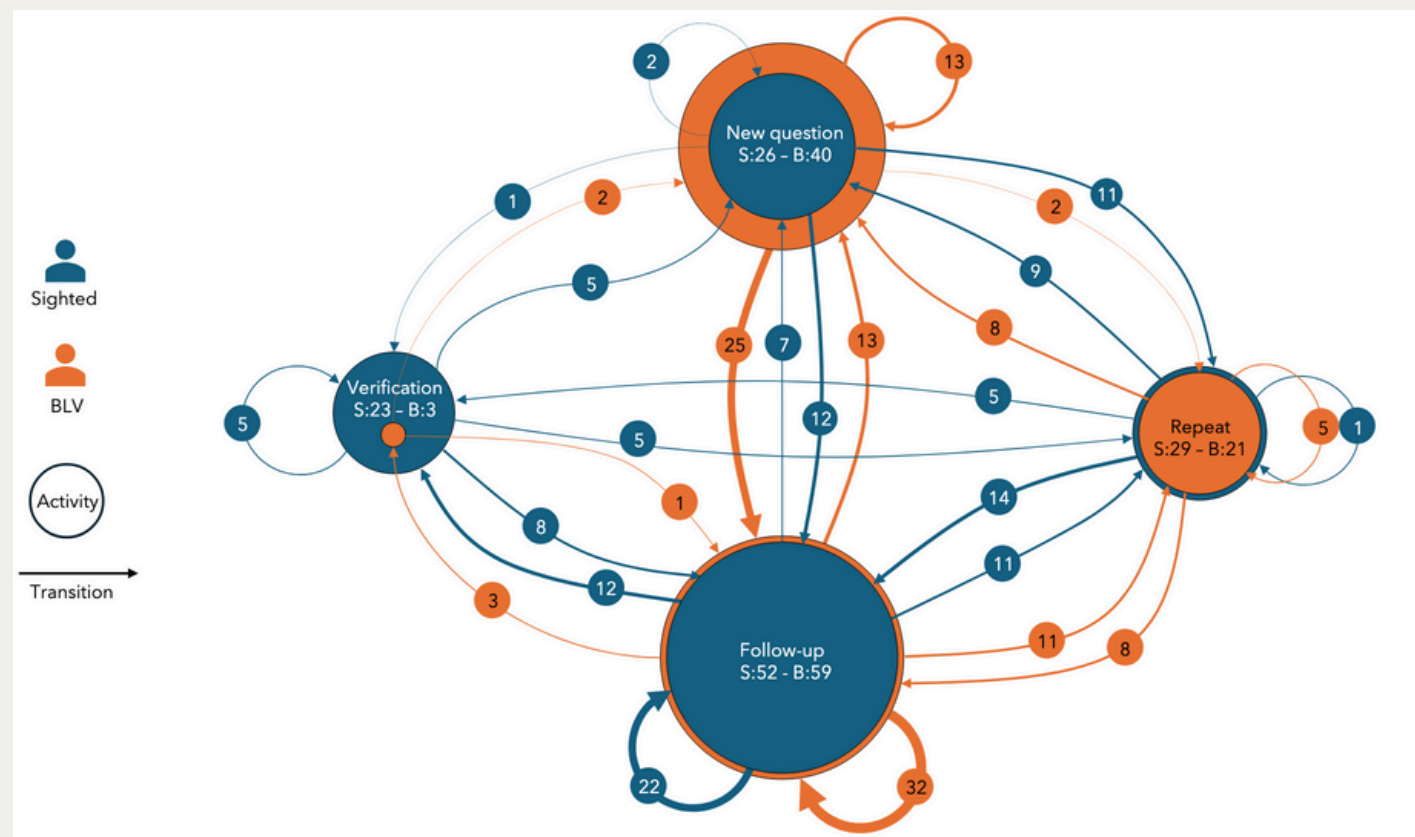 2
13
New question
S:26 - B:40
1
2
2
11
5
9
Sighted
25
7
13
8
BLV
Verification
S:23 - B:3
5
5
12
5
5
Repeat
S:29 - B:21
5
1
Activity
1
14
8
11
Transition
12
3
Follow-up
S:52 - B:59
11
8
22
32